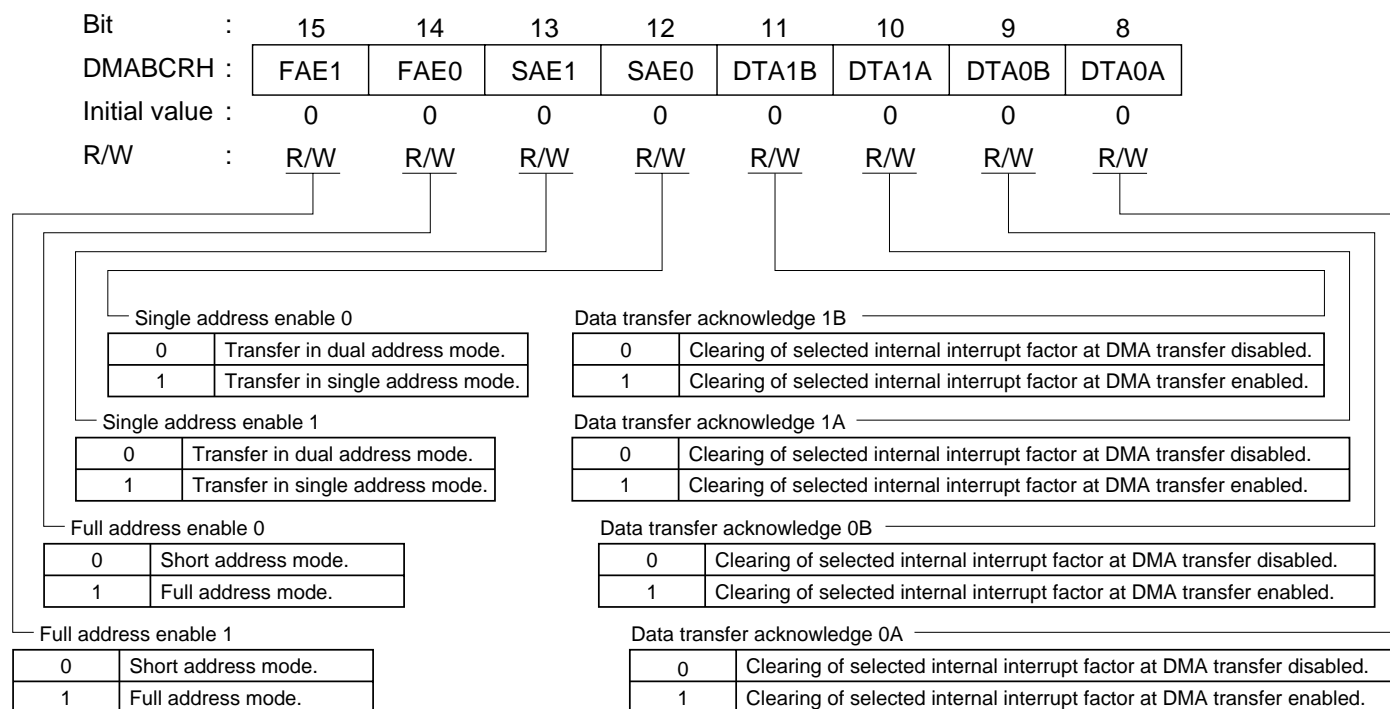 Bit : 15 14 13 12 11 10 9 8
DMABCRH : FAE1 FAE0 SAE1 SAE0 DTA1B DTA1A DTA0B DTA0A
Initial value : 0 0 0 0 0 0 0 0
R/W : R/W R/W R/W R/W R/W R/W R/W R/W
Single address enable 0
0 Transfer in dual address mode.
1 Transfer in single address mode.
Single address enable 1
0 Transfer in dual address mode.
1 Transfer in single address mode.
Full address enable 0
0 Short address mode.
1 Full address mode.
Full address enable 1
0 Short address mode.
1 Full address mode.
Data transfer acknowledge 1B
0 Clearing of selected internal interrupt factor at DMA transfer disabled.
1 Clearing of selected internal interrupt factor at DMA transfer enabled.
Data transfer acknowledge 1A
0 Clearing of selected internal interrupt factor at DMA transfer disabled.
1 Clearing of selected internal interrupt factor at DMA transfer enabled.
Data transfer acknowledge 0B
0 Clearing of selected internal interrupt factor at DMA transfer disabled.
1 Clearing of selected internal interrupt factor at DMA transfer enabled.
Data transfer acknowledge 0A
0 Clearing of selected internal interrupt factor at DMA transfer disabled.
1 Clearing of selected internal interrupt factor at DMA transfer enabled.